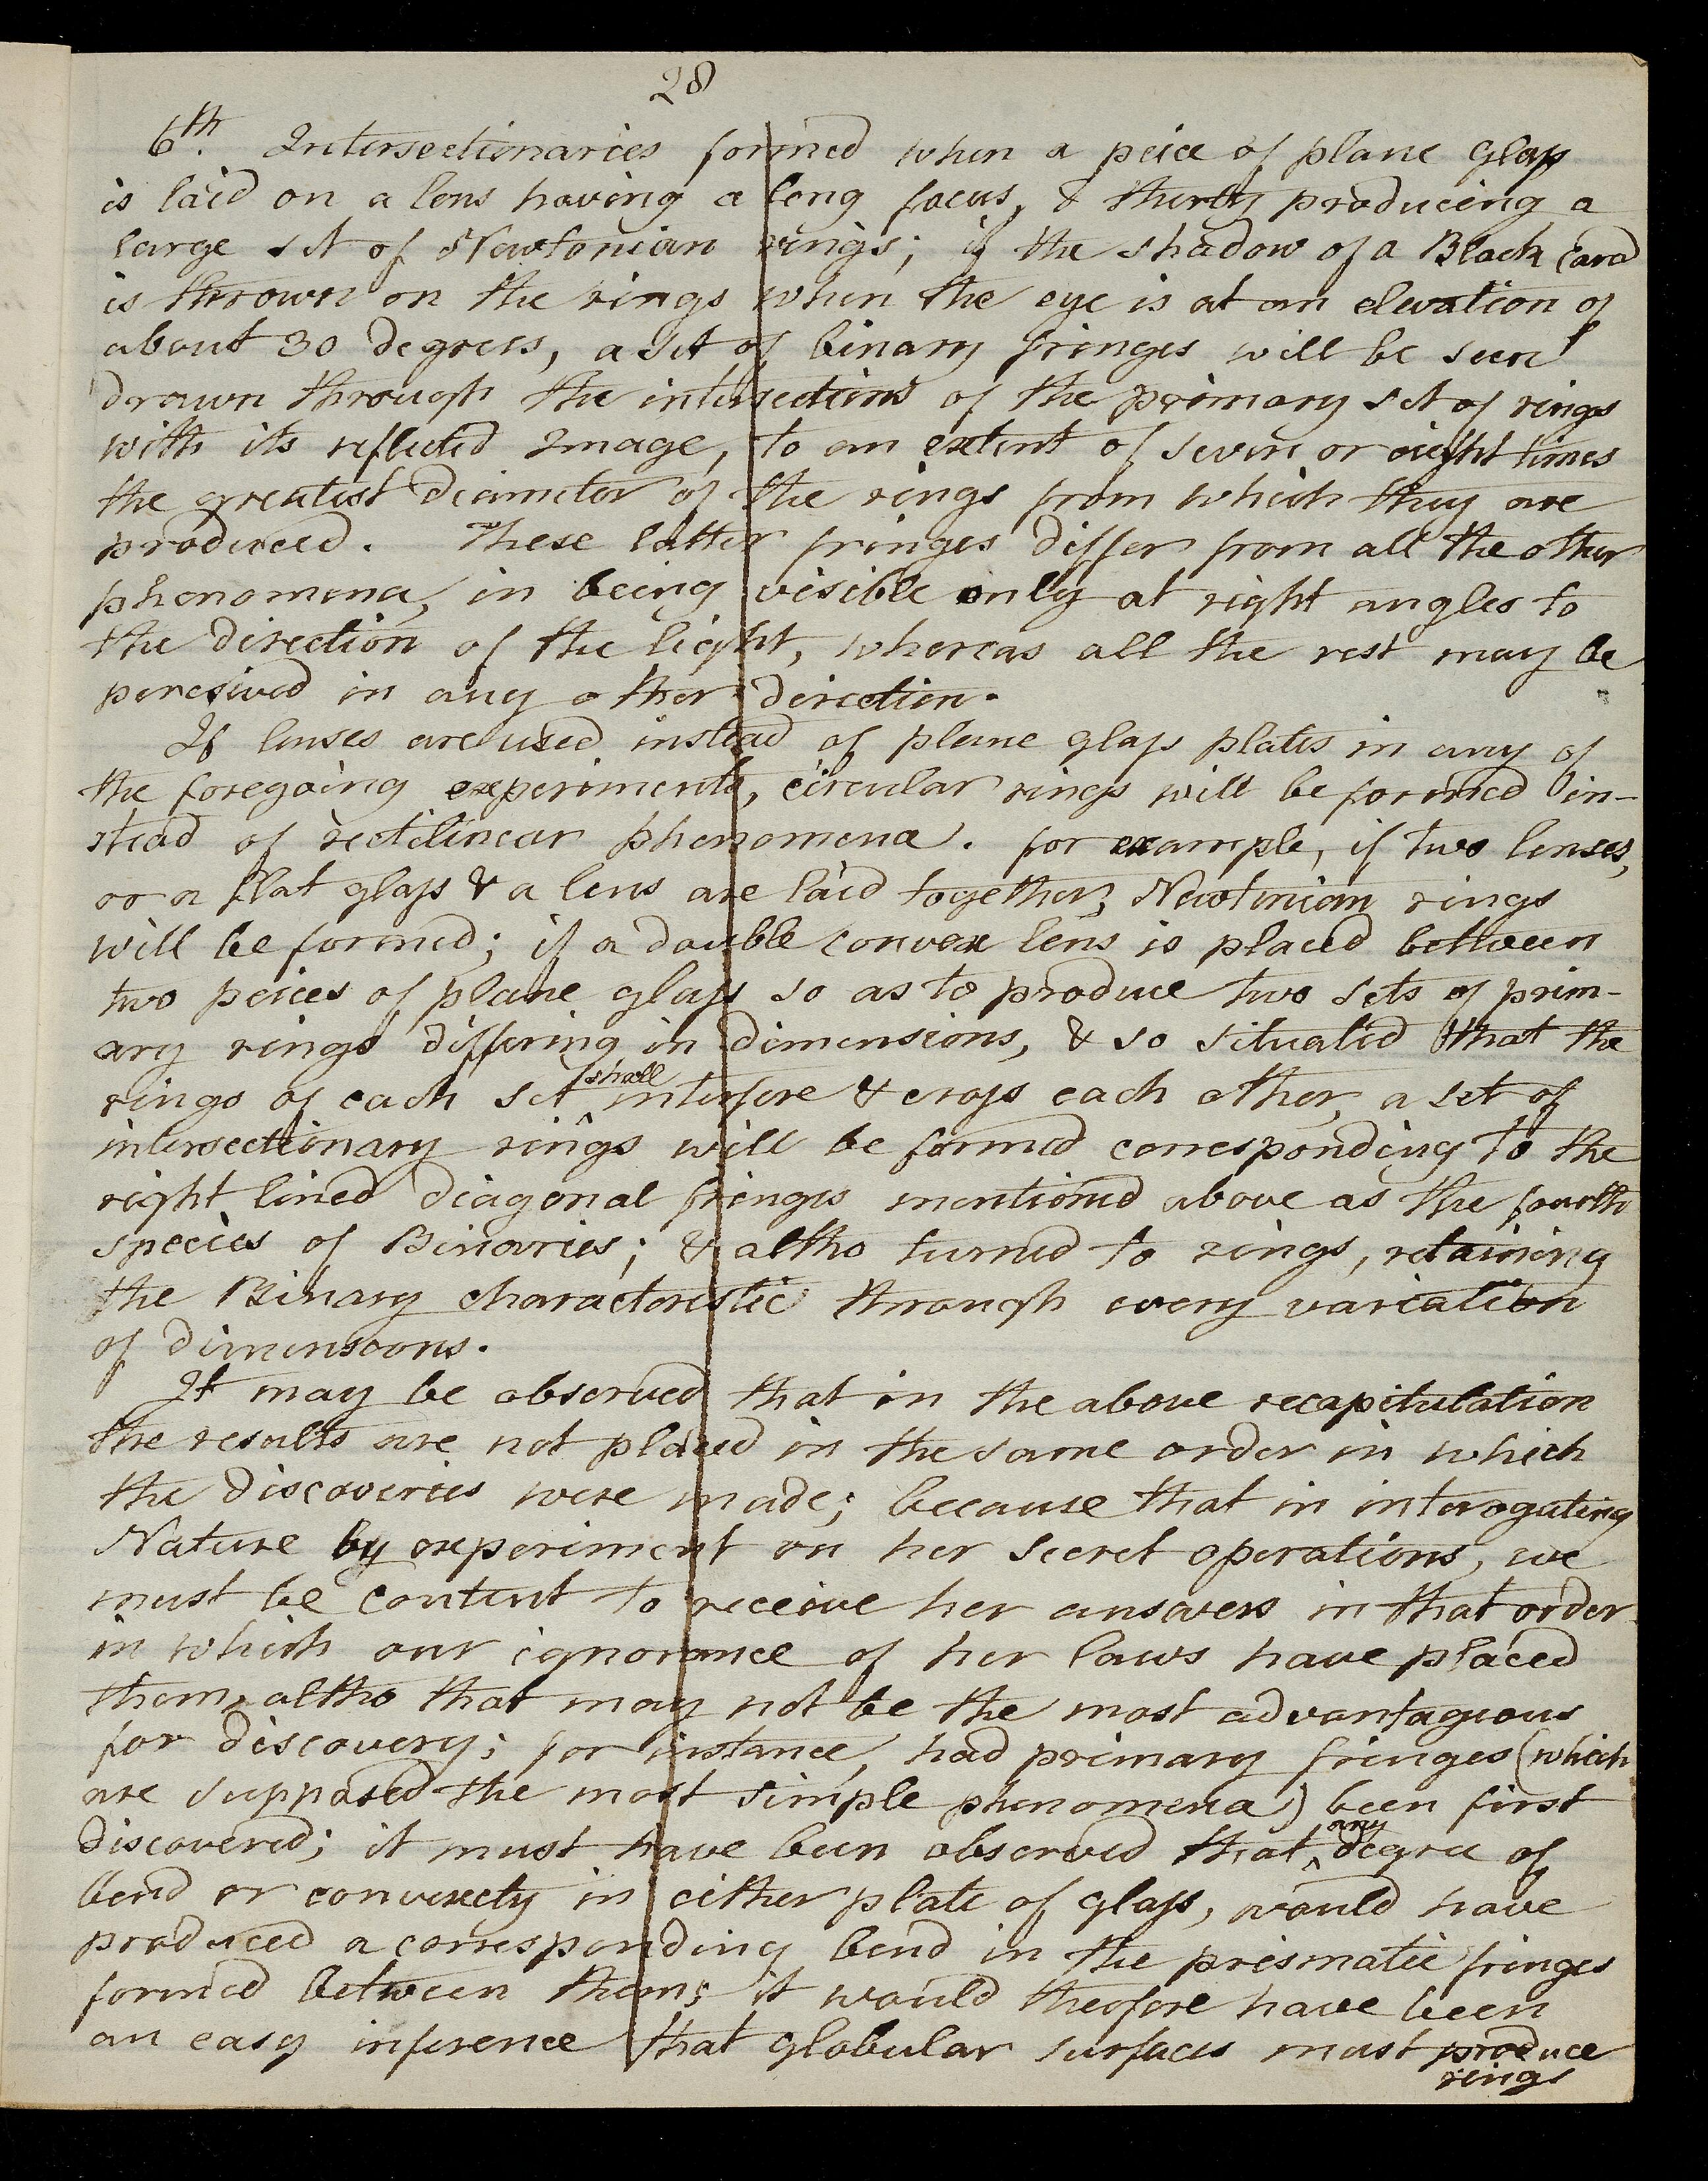 28
6th. Intersectionaries formed when a peice of plane Glass
is laid on a lens having a long focus, & therby producing a
large set of Newtonian rings; if the shadow of a Black Card
is thrown on the rings when the eye is at an elevation of
about 30 degrees, a set of binary fringes will be seen
drawn through the intersections of the primary set of rings
with its reflected Image, to an extent of seven or eight times
the greatest diameter of the rings from which they are
produced. These latter fringes differ from all the other
phenomena, in being visible only at right angles to
the direction of the light, whereas all the rest may be
perceived in any other direction.
If lenses are used instead of plane glass plates in any of
the foregoing experiments, circular rings will be formed in-
stead of rectilinear phenomena. for example, if two lenses,
or a flat glass & a lens are laid together, Newtonian rings
will be formed; if a double convex lens is placed between
two peices of plane glass so as to produce two sets of prim-
ary rings differing in dimensions, & so situated that the
rings of each set shall interfere & cross each other, a set of
intersectionary rings will be formed corresponding to the
right lined diagonal fringes mentioned above as the fourth
species of Binaries; & altho turned to rings, retaining
the Binary characteristic through every variation
of dimensions.
It may be observed that in the above recapitulation
the results are not placed in the same order in which
the discoveries were made; because that in interogating
Nature by experiment on her secret operations, we
must be content to receive her answers in that order
in which our ignorance of her laws have placed
them, altho that may not be the most advantageous
for discovery; for instance, had primary fringes (which
are supposed the most simple phenomena) been first
discovered; it must have been observed that any degree of
bend or convexety in either plate of glass, would have
produced a corresponding bend in the prismatic fringes
formed between them; it would therefore have been
an easy inference that globular surfaces must produce
rings